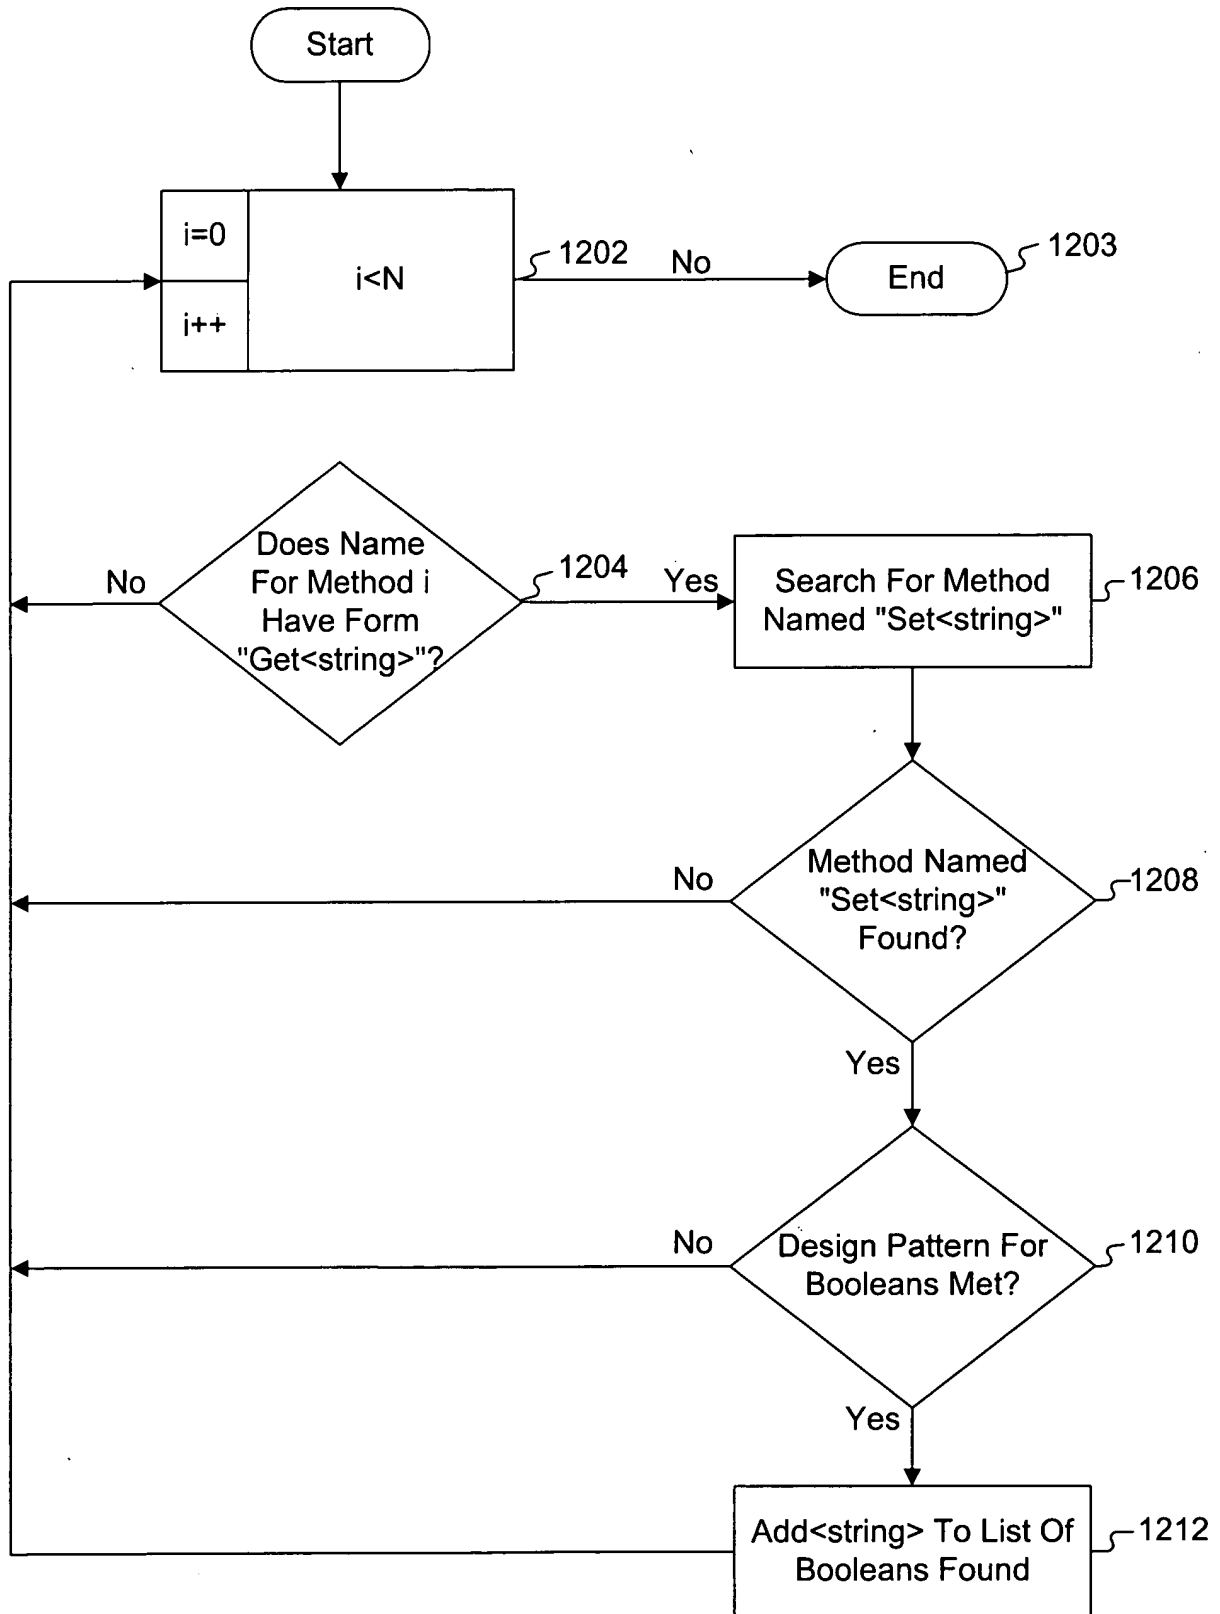 Start
i=0
i++
i<N
1202
No
End
1203
Does Name
For Method i
Have Form
"Get<string>"?
1204
No
Yes
Search For Method
Named "Set<string>"
1206
Method Named
"Set<string>"
Found?
1208
No
Yes
Design Pattern For
Booleans Met?
1210
No
Yes
Add<string> To List Of
Booleans Found
1212